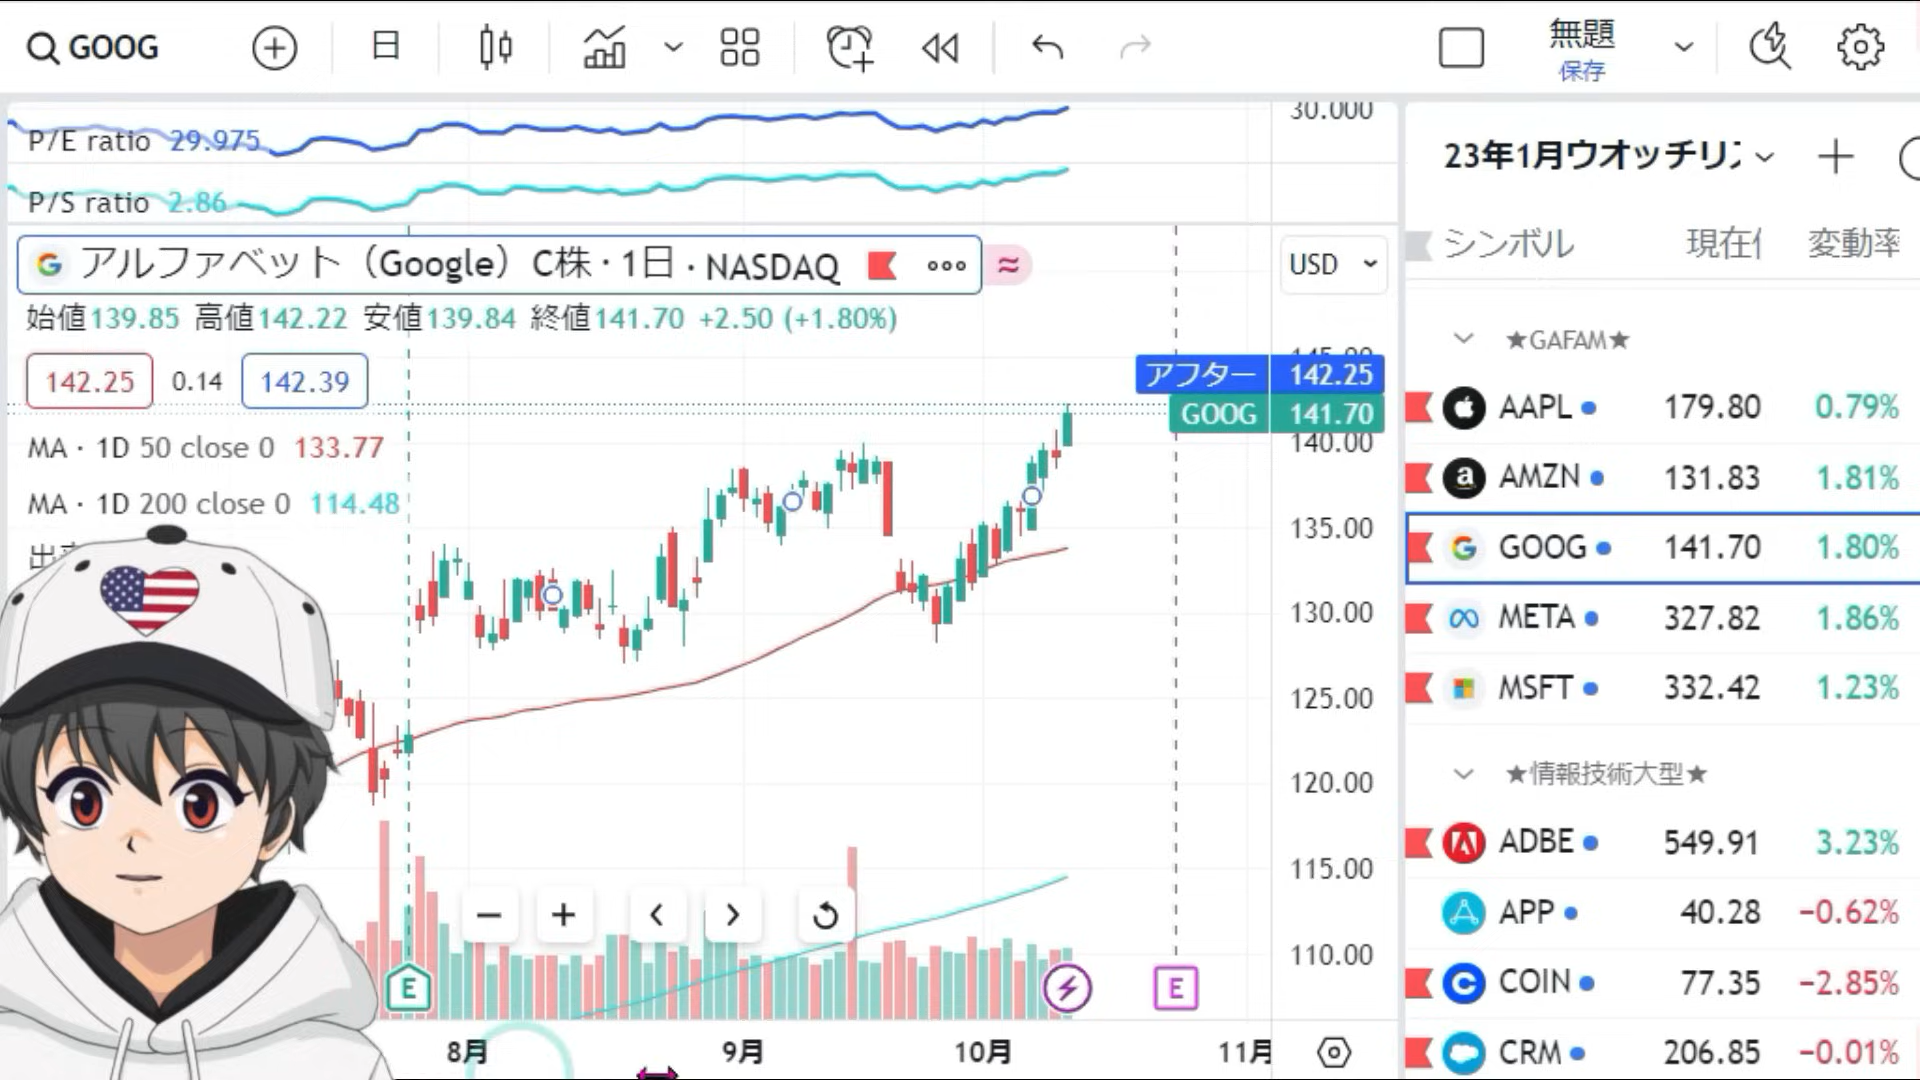 GOOG
日
無題
保存
P/E ratio 29.975
30.000
P/S ratio 2.86
アルファベット（Google）C株・1日・NASDAQ
USD
始値139.85 高値142.22 安値139.84 終値141.70 +2.50 (+1.80%)
142.25 0.14 142.39
アフター 142.25
GOOG 141.70
MA・1D 50 close 0 133.77
MA・1D 200 close 0 114.48
145.00
140.00
135.00
130.00
125.00
120.00
115.00
110.00
E
E
8月 9月 10月 11月
23年1月ウオッチリ
シンボル 現在 変動率
★GAFAM★
AAPL 179.80 0.79%
AMZN 131.83 1.81%
GOOG 141.70 1.80%
META 327.82 1.86%
MSFT 332.42 1.23%
★情報技術大型★
ADBE 549.91 3.23%
APP 40.28 −0.62%
COIN 77.35 −2.85%
CRM 206.85 −0.01%